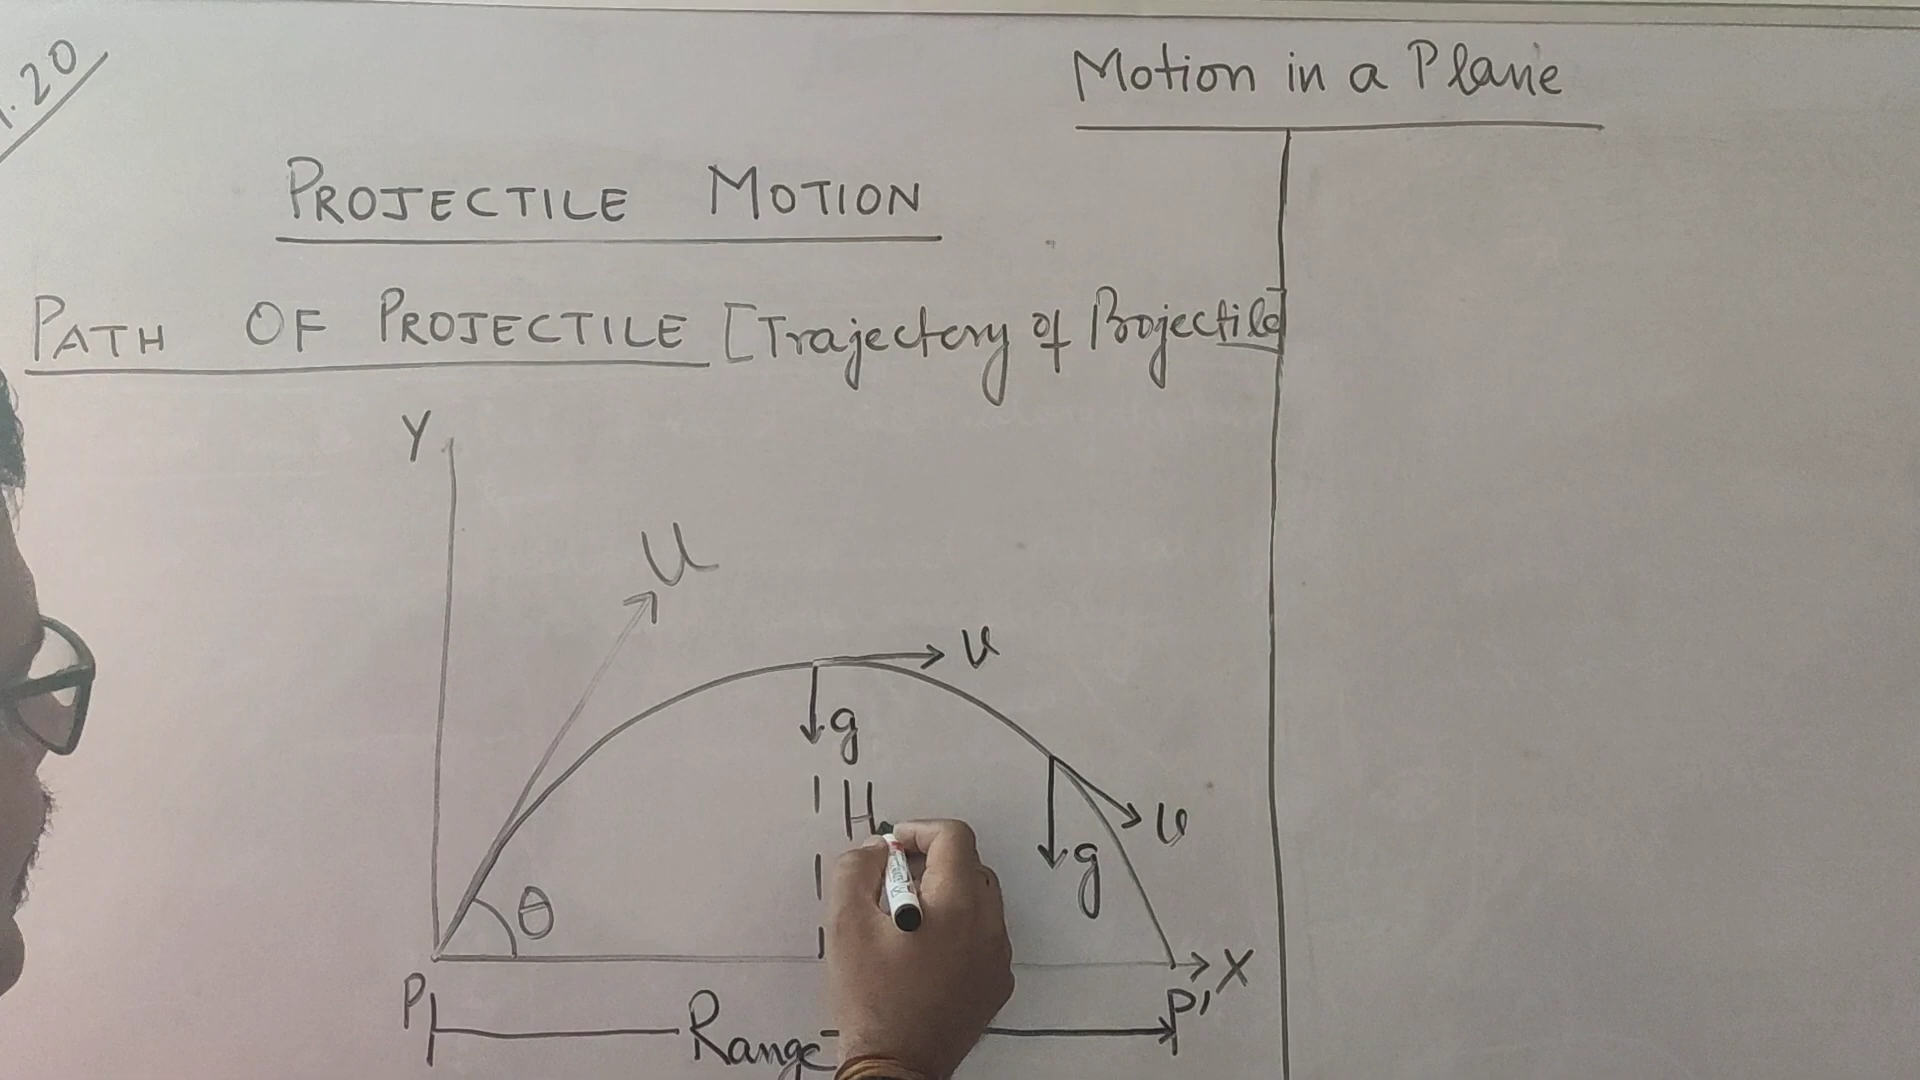 .20
Motion in a Plane
PROJECTILE MOTION
PATH OF PROJECTILE [Trajectory of Projectile]
Y
U
v
g
H
v
g
θ
X
P
P'
Range